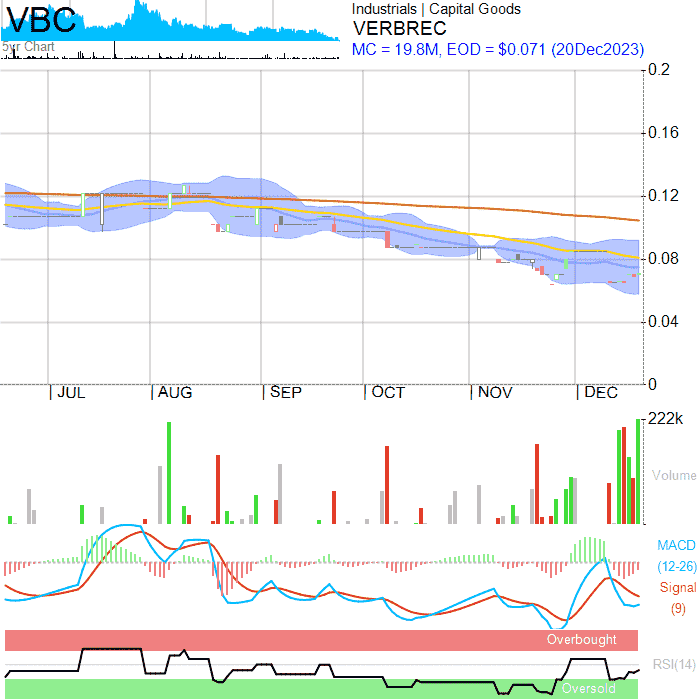 VBC
5yr Chart
Industrials | Capital Goods
VERBREC
MC = 19.8M, EOD = $0.071 (20Dec2023)
0.2
0.16
0.12
0.08
0.04
0
| JUL | AUG | SEP | OCT | NOV | DEC
222k
Volume
MACD
(12-26)
Signal
(9)
Overbought
RSI(14)
Oversold